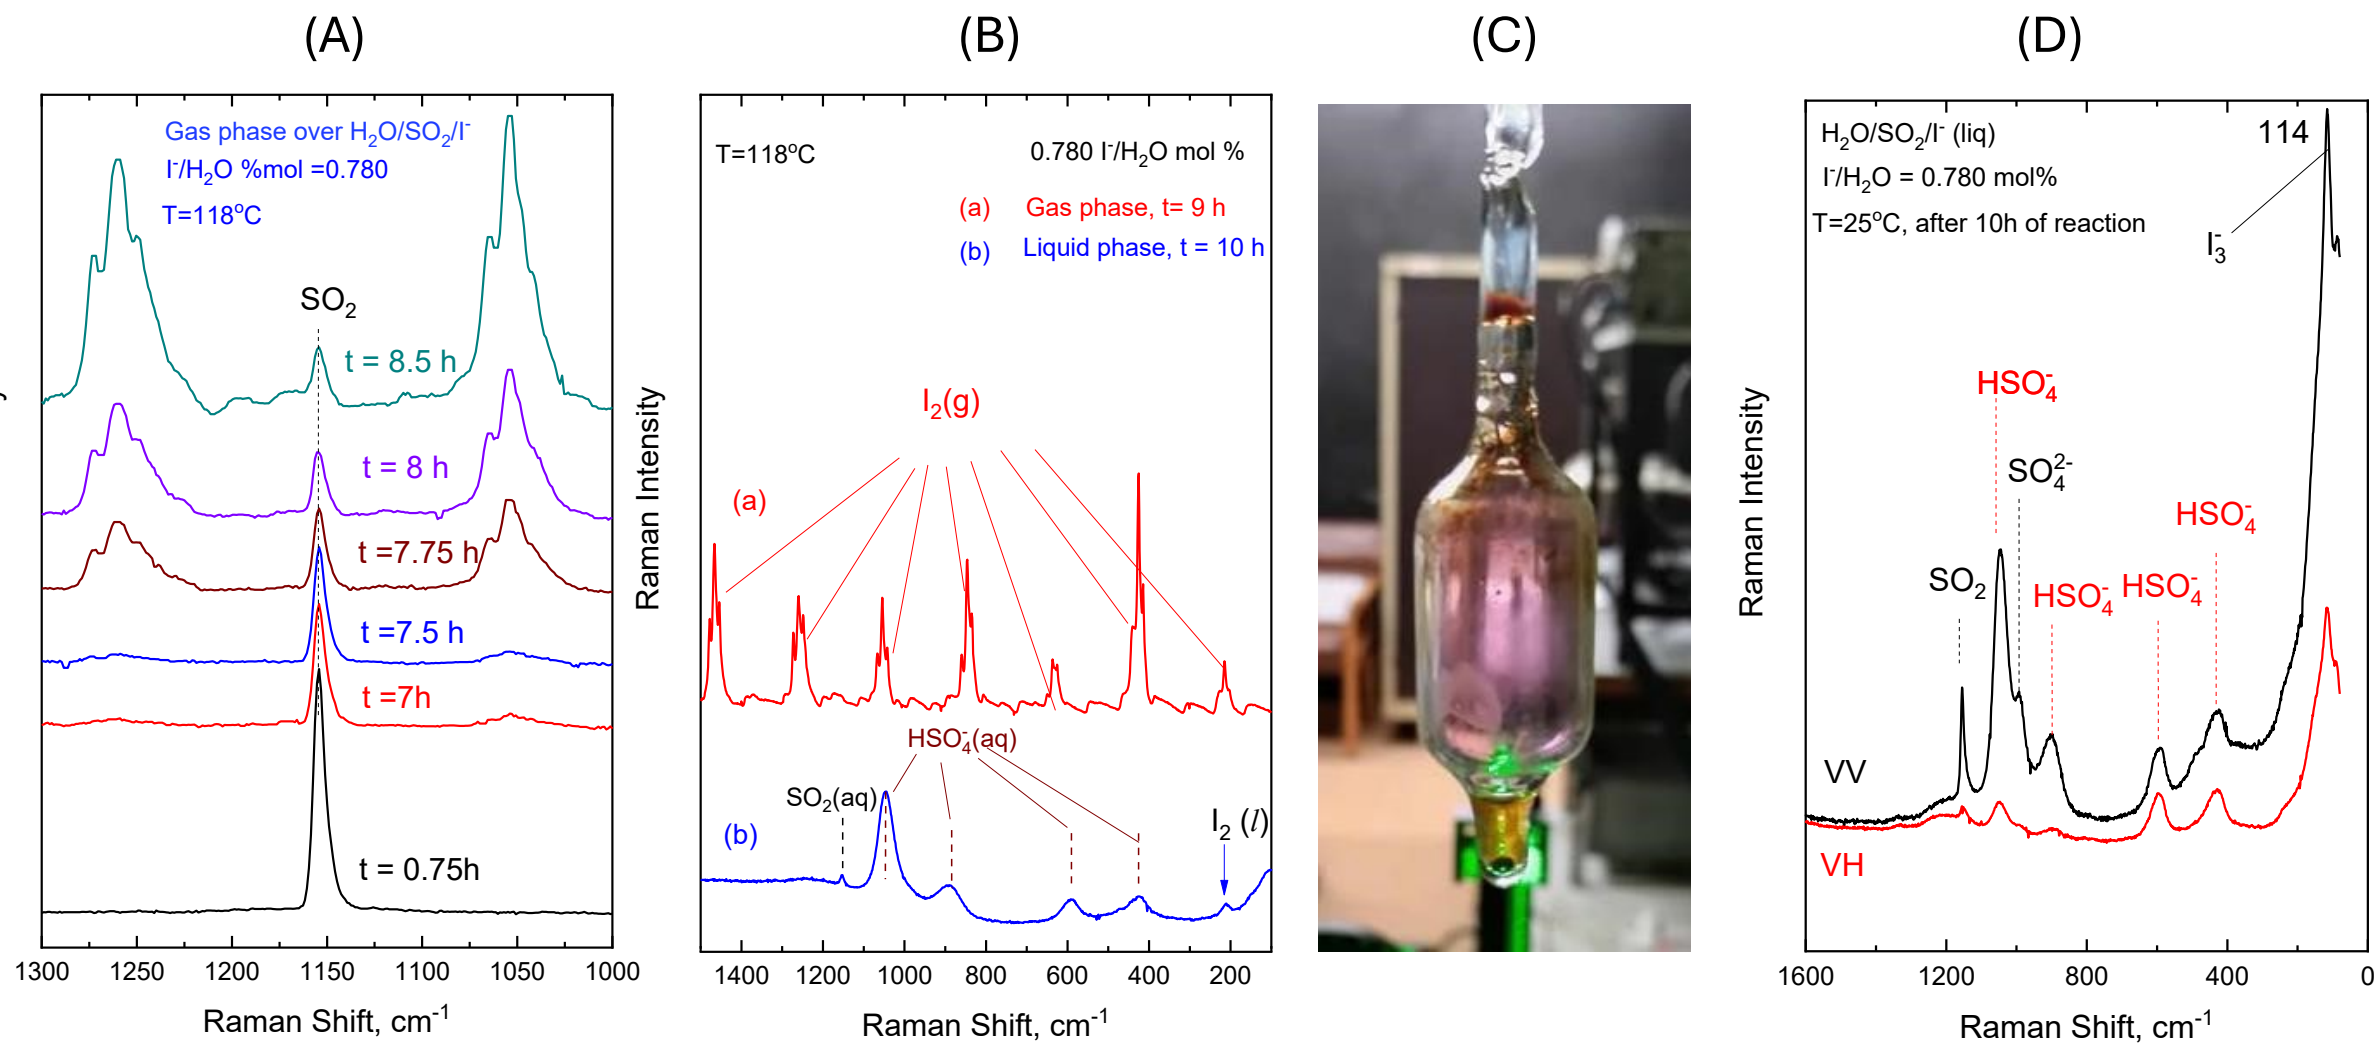 (A)
Gas phase over H₂O/SO₂/I⁻
I⁻/H₂O %mol =0.780
T=118°C
SO₂
t = 8.5 h
t = 8 h
t =7.75 h
t =7.5 h
t =7h
t = 0.75h
1300 1250 1200 1150 1100 1050 1000
Raman Shift, cm⁻¹
(B)
Raman Intensity
T=118°C
0.780 I⁻/H₂O mol %
(a) Gas phase, t= 9 h
(b) Liquid phase, t = 10 h
I₂(g)
(a)
HSO₄⁻(aq)
SO₂(aq)
I₂ (l)
(b)
1400 1200 1000 800 600 400 200
Raman Shift, cm⁻¹
(C)
(D)
Raman Intensity
H₂O/SO₂/I⁻ (liq)
114
I⁻/H₂O = 0.780 mol%
T=25°C, after 10h of reaction
I₃⁻
HSO₄⁻
SO₄²⁻
HSO₄⁻
SO₂
HSO₄⁻
HSO₄⁻
VV
VH
1600 1200 800 400 0
Raman Shift, cm⁻¹